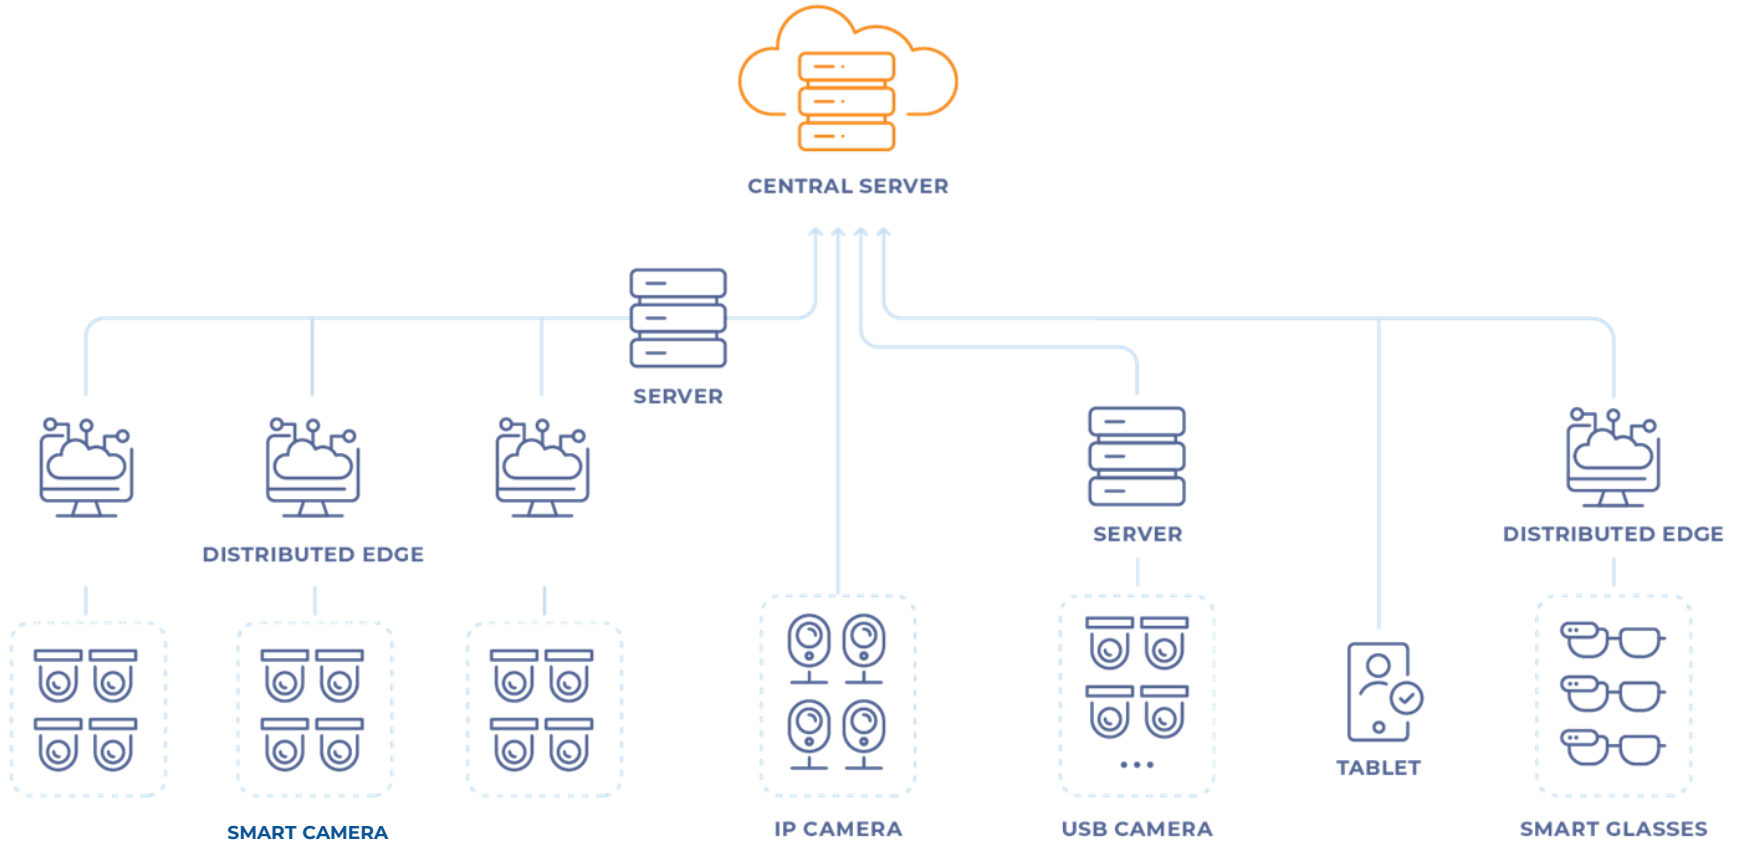 CENTRAL SERVER
SERVER
DISTRIBUTED EDGE
SERVER
DISTRIBUTED EDGE
TABLET
SMART CAMERA
IP CAMERA
USB CAMERA
SMART GLASSES